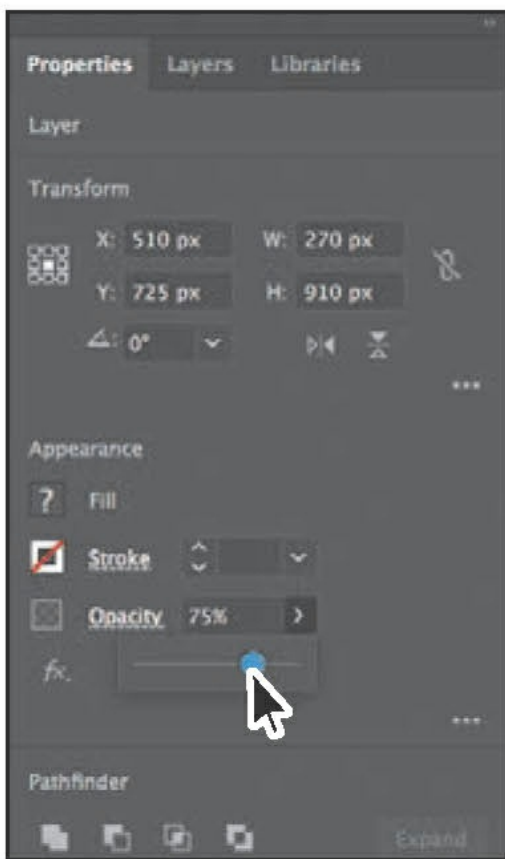 Properties Layers Libraries
Layer
Transform
X: 510 px W: 270 px
Y: 725 px H: 910 px
: 0°
Appearance
? Fill
Stroke
Opacity 75%
fx.
Pathfinder
Expand